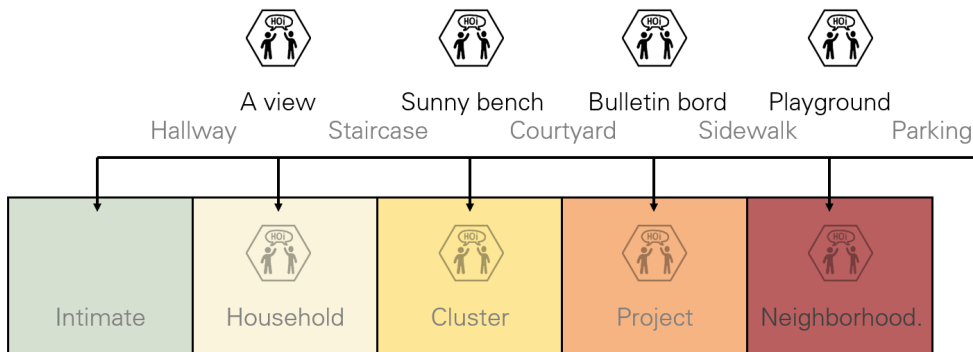 HOi HOi HOi HOi
A view Sunny bench Bulletin bord Playground
Hallway Staircase Courtyard Sidewalk Parking
HOi HOi HOi HOi
Intimate Household Cluster Project Neighborhood.